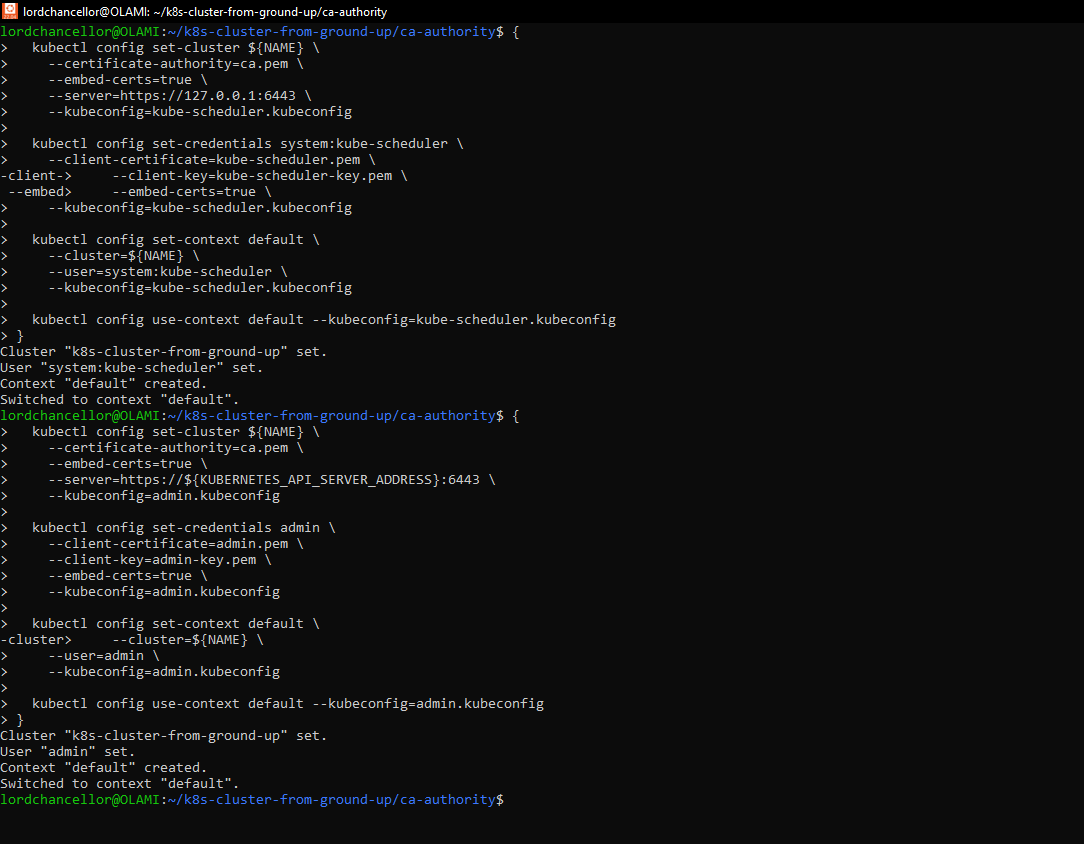 lordchancellor@OLAMI: ~/k8s-cluster-from-ground-up/ca-authority
lordchancellor@OLAMI:~/k8s-cluster-from-ground-up/ca-authority$ {
>   kubectl config set-cluster ${NAME} \
>     --certificate-authority=ca.pem \
>     --embed-certs=true \
>     --server=https://127.0.0.1:6443 \
>     --kubeconfig=kube-scheduler.kubeconfig
>
>   kubectl config set-credentials system:kube-scheduler \
>     --client-certificate=kube-scheduler.pem \
-client->     --client-key=kube-scheduler-key.pem \
 --embed>     --embed-certs=true \
>     --kubeconfig=kube-scheduler.kubeconfig
>
>   kubectl config set-context default \
>     --cluster=${NAME} \
>     --user=system:kube-scheduler \
>     --kubeconfig=kube-scheduler.kubeconfig
>
>   kubectl config use-context default --kubeconfig=kube-scheduler.kubeconfig
> }
Cluster "k8s-cluster-from-ground-up" set.
User "system:kube-scheduler" set.
Context "default" created.
Switched to context "default".
lordchancellor@OLAMI:~/k8s-cluster-from-ground-up/ca-authority$ {
>   kubectl config set-cluster ${NAME} \
>     --certificate-authority=ca.pem \
>     --embed-certs=true \
>     --server=https://${KUBERNETES_API_SERVER_ADDRESS}:6443 \
>     --kubeconfig=admin.kubeconfig
>
>   kubectl config set-credentials admin \
>     --client-certificate=admin.pem \
>     --client-key=admin-key.pem \
>     --embed-certs=true \
>     --kubeconfig=admin.kubeconfig
>
>   kubectl config set-context default \
-cluster>     --cluster=${NAME} \
>     --user=admin \
>     --kubeconfig=admin.kubeconfig
>
>   kubectl config use-context default --kubeconfig=admin.kubeconfig
> }
Cluster "k8s-cluster-from-ground-up" set.
User "admin" set.
Context "default" created.
Switched to context "default".
lordchancellor@OLAMI:~/k8s-cluster-from-ground-up/ca-authority$